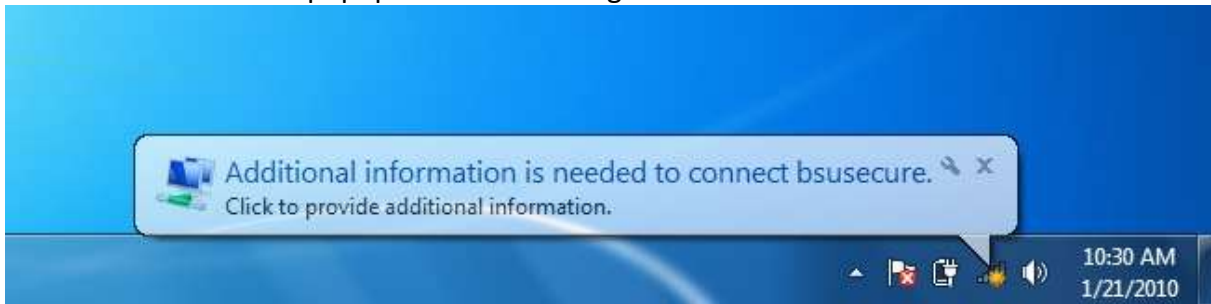 Additional information is needed to connect bsusecure.
Click to provide additional information.
10:30 AM
1/21/2010